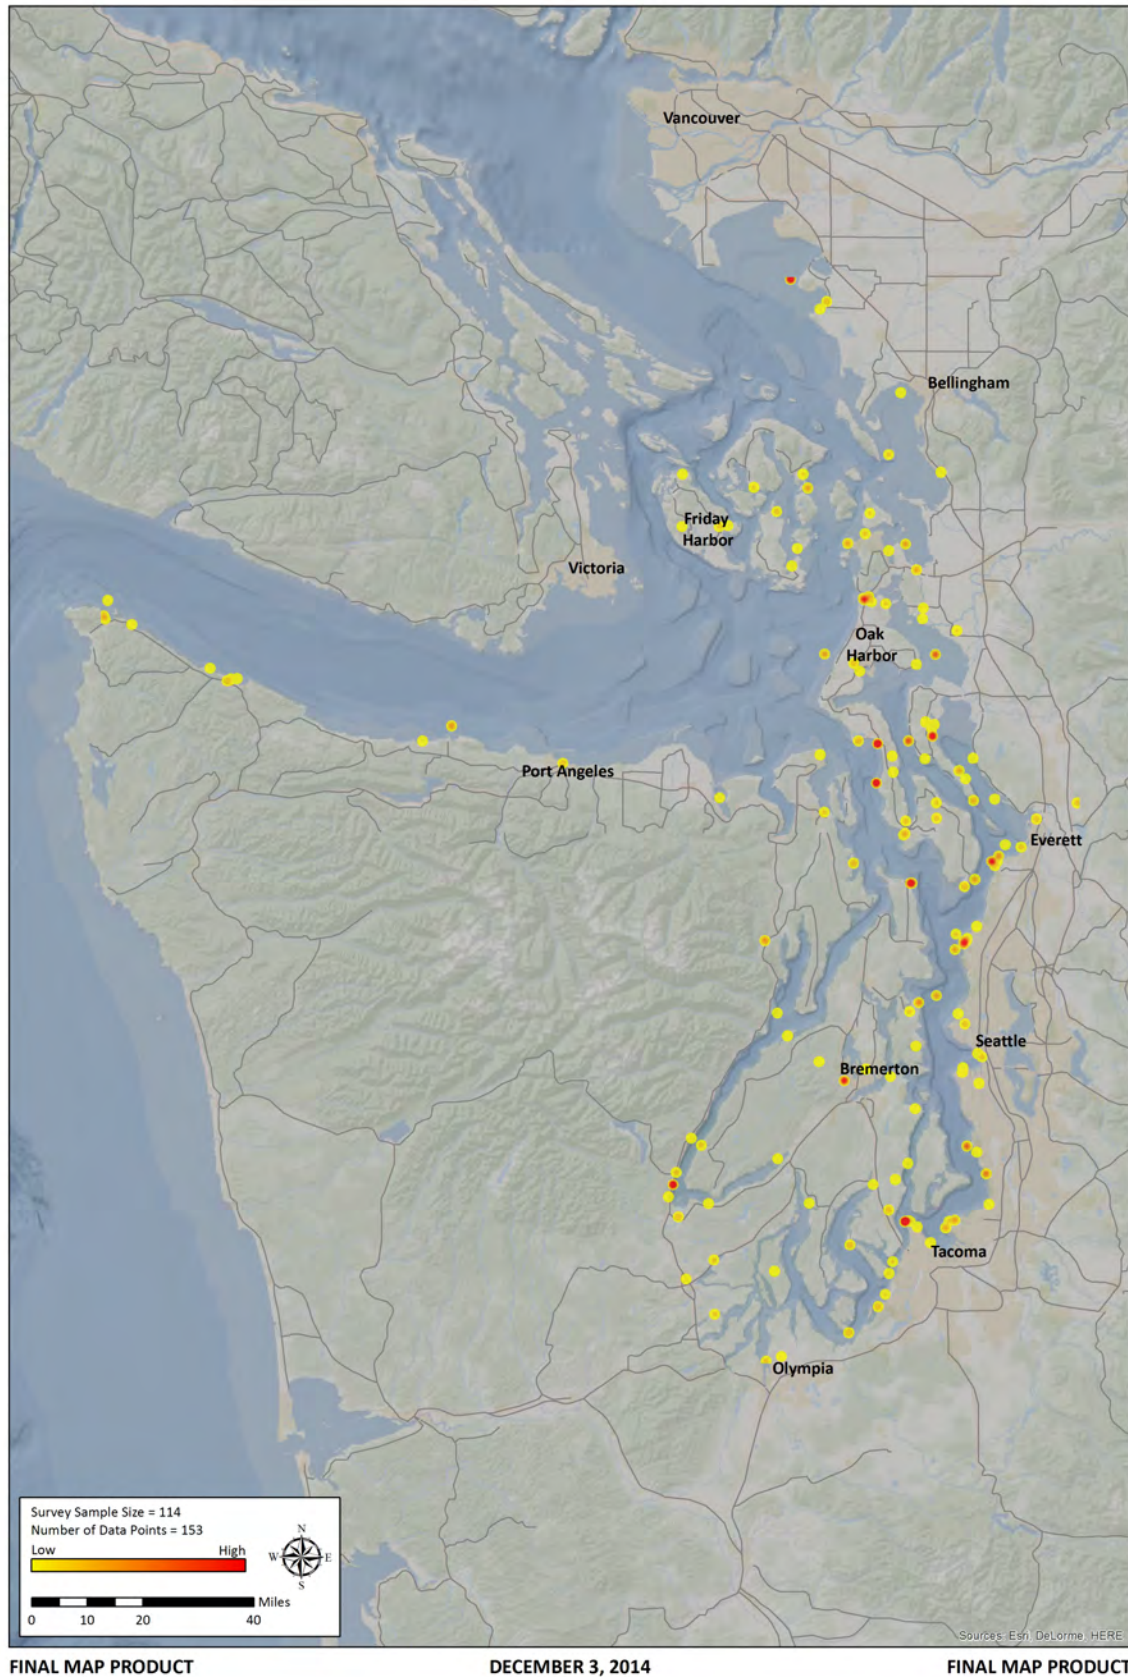 Vancouver
Bellingham
Friday
Harbor
Victoria
Oak
Harbor
Port Angeles
Everett
Seattle
Bremerton
Tacoma
Olympia
Survey Sample Size = 114
Number of Data Points = 153
Low High
N
W E
S
Miles
0 10 20 40
Sources: Esri, DeLorme, HERE
FINAL MAP PRODUCT DECEMBER 3, 2014 FINAL MAP PRODUCT